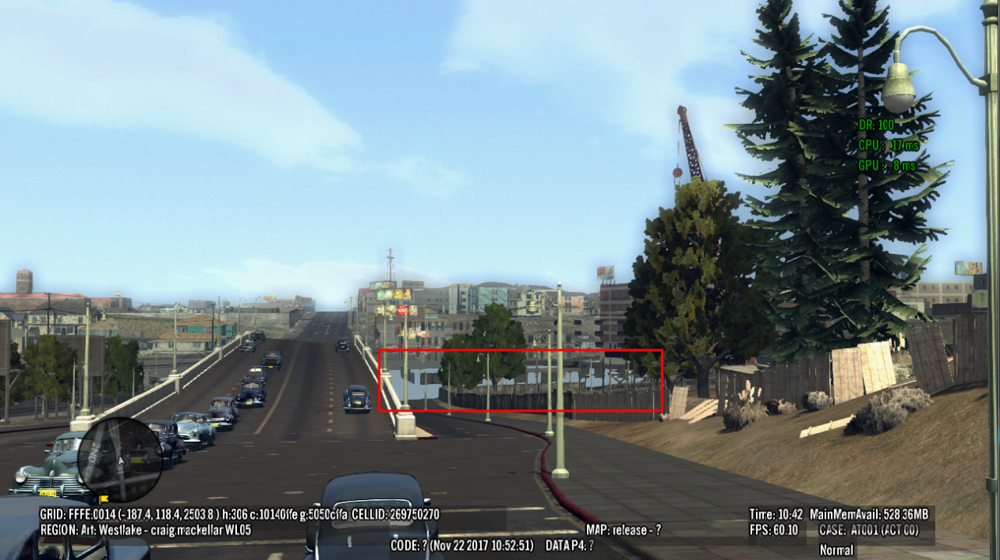 DR: 100
CPU : 17 ms
GPU : 8 ms
GRID: FFFE:0014 (-187.4, 118.4, 2503 8 ) h:306 c:10140ffe g:5050cffa CELLID: 269750270
REGION: Art: Westlake - craig.mackellar WL05
CODE: ? (Nov 22 2017 10:52:51) DATA P4: ?
MAP: release - ?
Time: 10:42 MainMemAvail: 528 36MB
FPS: 60.10 CASE: AT001 (ACT 00)
Normal